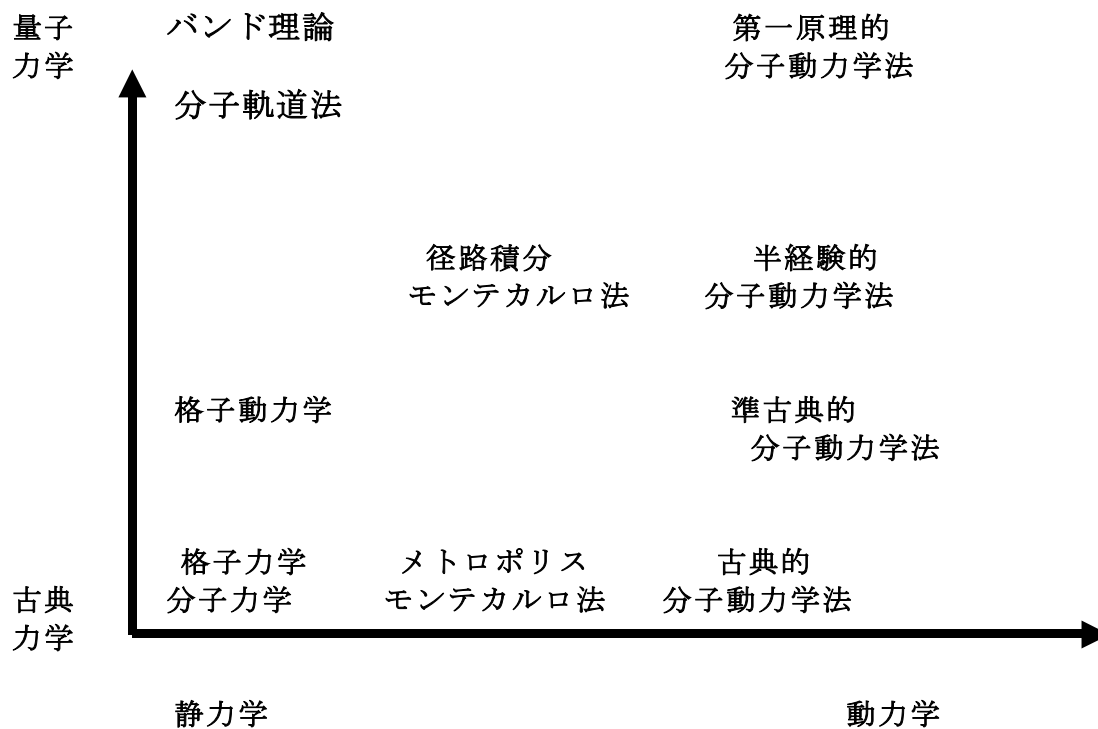 量子
力学
バンド理論
第一原理的
分子動力学法
分子軌道法
径路積分
モンテカルロ法
半経験的
分子動力学法
格子動力学
準古典的
分子動力学法
格子力学
分子力学
メトロポリス
モンテカルロ法
古典的
分子動力学法
古典
力学
静力学
動力学